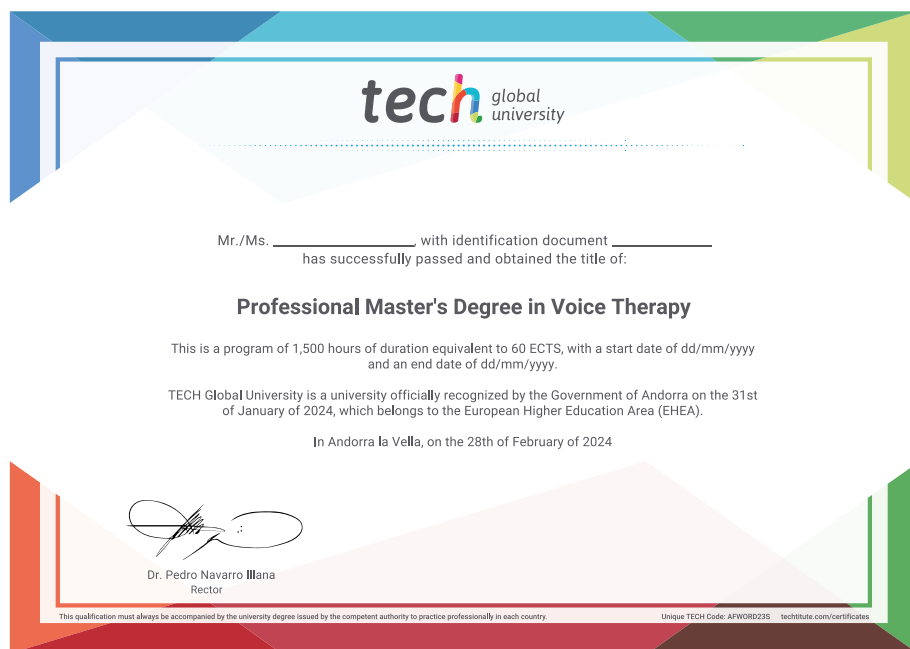 tech global
university
Mr./Ms. ____________________, with identification document ______________
has successfully passed and obtained the title of:
Professional Master's Degree in Voice Therapy
This is a program of 1,500 hours of duration equivalent to 60 ECTS, with a start date of dd/mm/yyyy
and an end date of dd/mm/yyyy.
TECH Global University is a university officially recognized by the Government of Andorra on the 31st
of January of 2024, which belongs to the European Higher Education Area (EHEA).
In Andorra la Vella, on the 28th of February of 2024
Dr. Pedro Navarro Illana
Rector
This qualification must always be accompanied by the university degree issued by the competent authority to practice professionally in each country.
Unique TECH Code: AFWORD23S techtitute.com/certificates